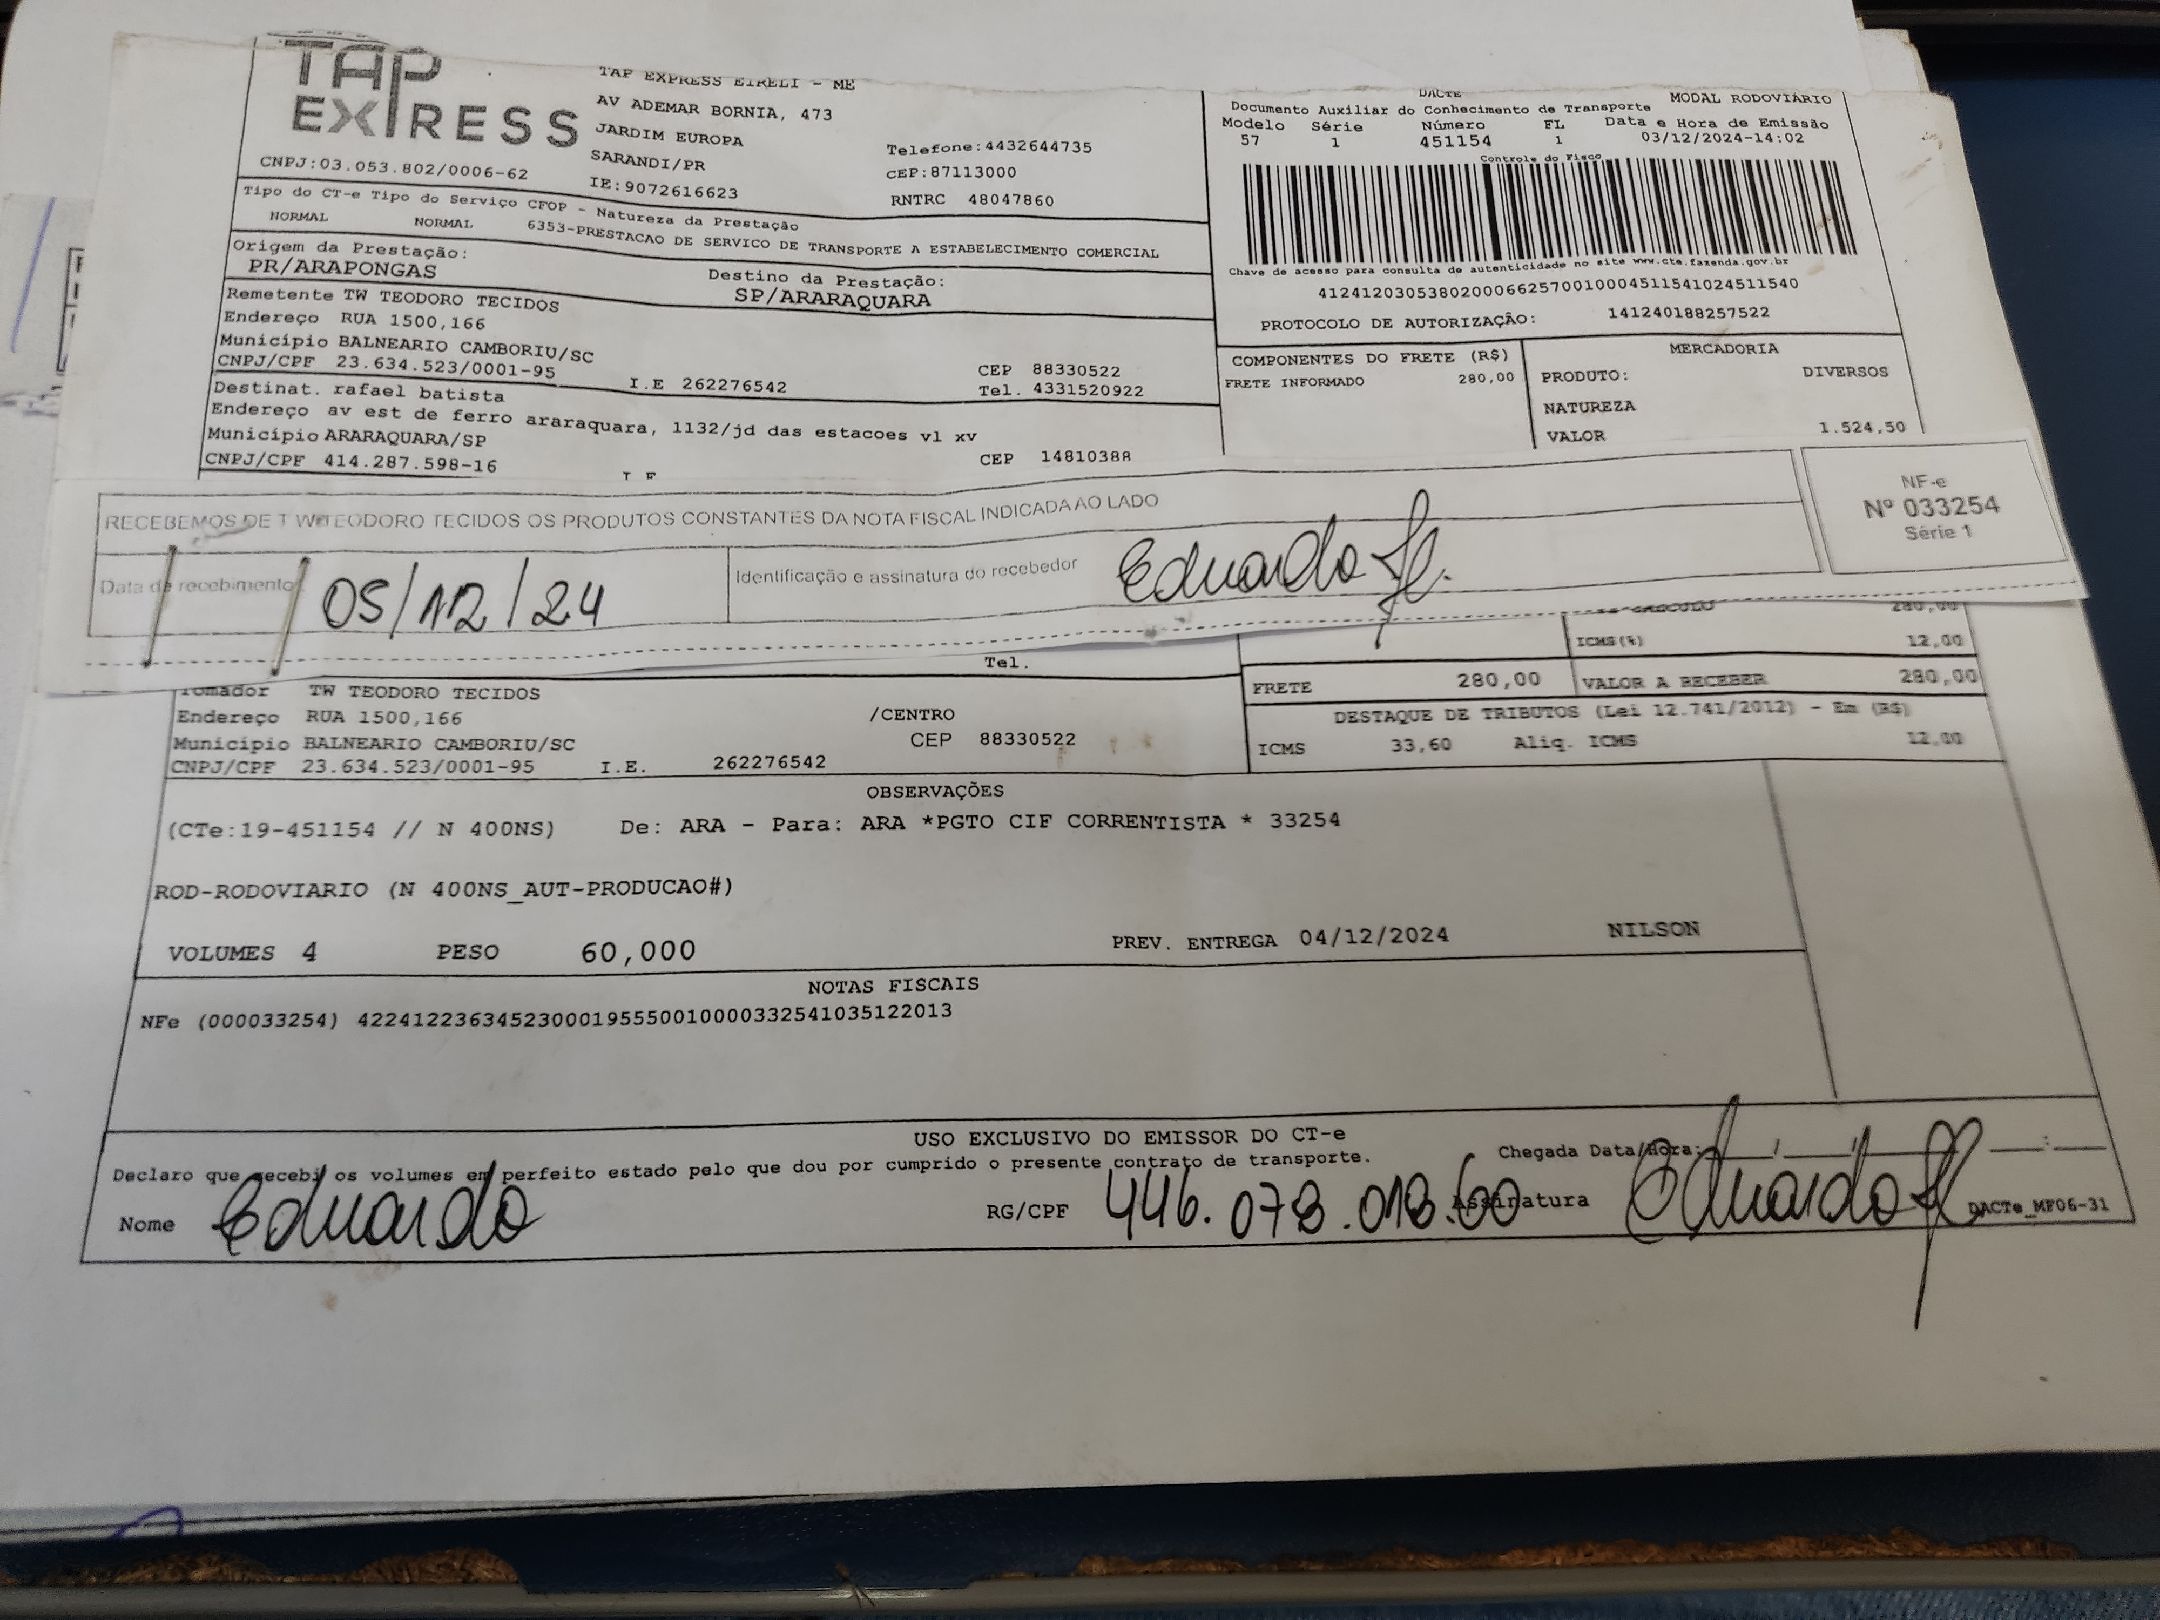 TAP
EXPRESS
TAP EXPRESS EIRELI - ME
AV ADEMAR BORNIA, 473
JARDIM EUROPA
SARANDI/PR
IE:9072616623
CNPJ:03.053.802/0006-62
Telefone:4432644735
CEP:87113000
RNTRC 48047860
DACTE
MODAL RODOVIÁRIO
Documento Auxiliar do Conhecimento de Transporte
Modelo Série Número FL Data e Hora de Emissão
57 1 451154 1 03/12/2024-14:02
Controle do Fisco
Chave de acesso para consulta de autenticidade no site www.cte.fazenda.gov.br
41241203053802000662570010004511541024511540
PROTOCOLO DE AUTORIZAÇÃO: 141240188257522
Tipo do CT-e Tipo do Serviço CFOP - Natureza da Prestação
NORMAL NORMAL 6353-PRESTACAO DE SERVICO DE TRANSPORTE A ESTABELECIMENTO COMERCIAL
Origem da Prestação: Destino da Prestação:
PR/ARAPONGAS SP/ARARAQUARA
Remetente TW TEODORO TECIDOS
Endereço RUA 1500,166
Município BALNEARIO CAMBORIU/SC CEP 88330522
CNPJ/CPF 23.634.523/0001-95 I.E 262276542 Tel. 4331520922
Destinat. rafael batista
Endereço av est de ferro araraquara, 1132/jd das estacoes vl xv
Município ARARAQUARA/SP CEP 14810388
CNPJ/CPF 414.287.598-16
COMPONENTES DO FRETE (R$)
FRETE INFORMADO 280,00
MERCADORIA
PRODUTO: DIVERSOS
NATUREZA
VALOR 1.524,50
RECEBEMOS DE T W TEODORO TECIDOS OS PRODUTOS CONSTANTES DA NOTA FISCAL INDICADA AO LADO
Data de recebimento 05/12/24
Identificação e assinatura do recebedor Eduardo
NF-e
Nº 033254
Série 1
280,00
ICMS(%) 12,00
Tel.
FRETE 280,00 VALOR A RECEBER 280,00
DESTAQUE DE TRIBUTOS (Lei 12.741/2012) - Em (R$)
ICMS 33,60 Aliq. ICMS 12,00
Tomador TW TEODORO TECIDOS
Endereço RUA 1500,166 /CENTRO
Município BALNEARIO CAMBORIU/SC CEP 88330522
CNPJ/CPF 23.634.523/0001-95 I.E. 262276542
OBSERVAÇÕES
(CTe:19-451154 // N 400NS) De: ARA - Para: ARA *PGTO CIF CORRENTISTA * 33254
ROD-RODOVIARIO (N 400NS_AUT-PRODUCAO#)
VOLUMES 4 PESO 60,000 PREV. ENTREGA 04/12/2024 NILSON
NOTAS FISCAIS
NFe (000033254) 42241223634523000195550010000332541035122013
USO EXCLUSIVO DO EMISSOR DO CT-e
Declaro que recebi os volumes em perfeito estado pelo que dou por cumprido o presente contrato de transporte.
Chegada Data/Hora: / / :
Nome Eduardo RG/CPF 446.078.018.60 Assinatura Eduardo
DACTe_MF06-31